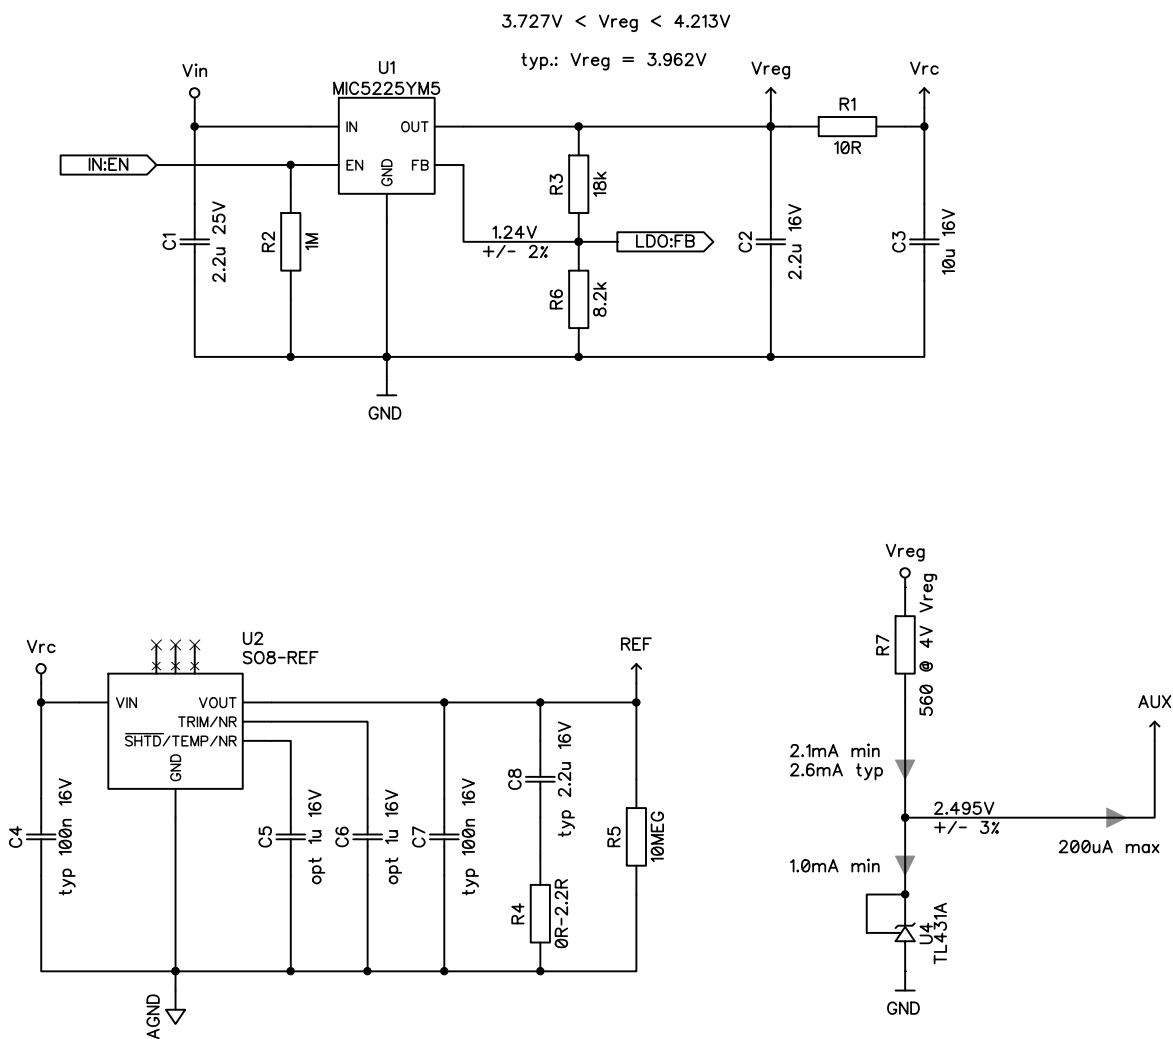 3.727V < Vreg < 4.213V
typ.: Vreg = 3.962V
Vin
U1
MIC5225YM5
Vreg
Vrc
IN
OUT
EN
FB
GND
IN:EN
R1
10R
R3
18k
C1
2.2u 25V
R2
1M
1.24V
+/- 2%
LDO:FB
R6
8.2k
C2
2.2u 16V
C3
10u 16V
GND
Vrc
U2
SO8-REF
REF
VIN
VOUT
TRIM/NR
SHTD/TEMP/NR
GND
C4
typ 100n 16V
C5
opt 1u 16V
C6
opt 1u 16V
C7
typ 100n 16V
C8
typ 2.2u 16V
R4
0R-2.2R
R5
10MEG
AGND
Vreg
R7
560 @ 4V Vreg
AUX
2.1mA min
2.6mA typ
2.495V
+/- 3%
200uA max
1.0mA min
U4
TL431A
GND